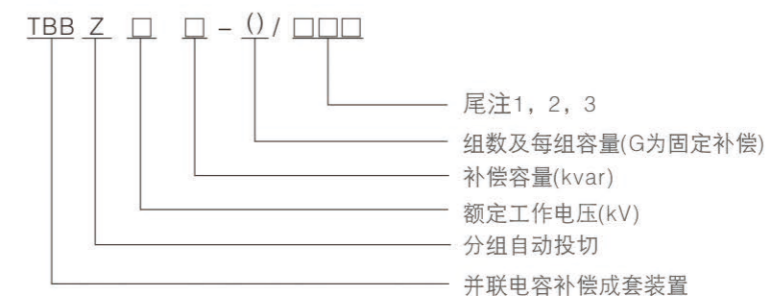 TBB Z □ □ - () / □□□
尾注1，2，3
组数及每组容量(G为固定补偿)
补偿容量(kvar)
额定工作电压(kV)
分组自动投切
并联电容补偿成套装置